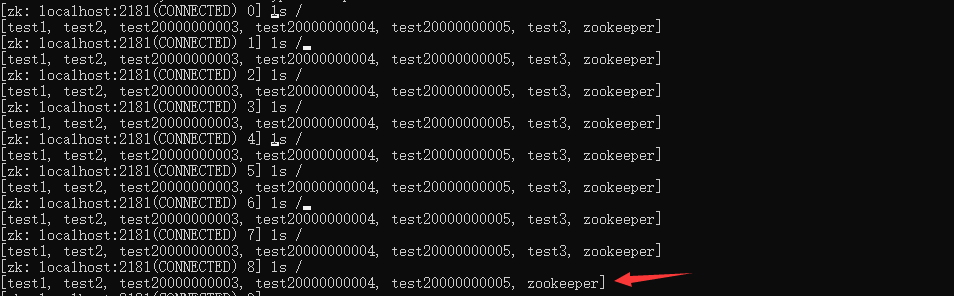 [zk: localhost:2181(CONNECTED) 0] ls /
[test1, test2, test20000000003, test20000000004, test20000000005, test3, zookeeper]
[zk: localhost:2181(CONNECTED) 1] ls /
[test1, test2, test20000000003, test20000000004, test20000000005, test3, zookeeper]
[zk: localhost:2181(CONNECTED) 2] ls /
[test1, test2, test20000000003, test20000000004, test20000000005, test3, zookeeper]
[zk: localhost:2181(CONNECTED) 3] ls /
[test1, test2, test20000000003, test20000000004, test20000000005, test3, zookeeper]
[zk: localhost:2181(CONNECTED) 4] ls /
[test1, test2, test20000000003, test20000000004, test20000000005, test3, zookeeper]
[zk: localhost:2181(CONNECTED) 5] ls /
[test1, test2, test20000000003, test20000000004, test20000000005, test3, zookeeper]
[zk: localhost:2181(CONNECTED) 6] ls /
[test1, test2, test20000000003, test20000000004, test20000000005, test3, zookeeper]
[zk: localhost:2181(CONNECTED) 7] ls /
[test1, test2, test20000000003, test20000000004, test20000000005, test3, zookeeper]
[zk: localhost:2181(CONNECTED) 8] ls /
[test1, test2, test20000000003, test20000000004, test20000000005, zookeeper]